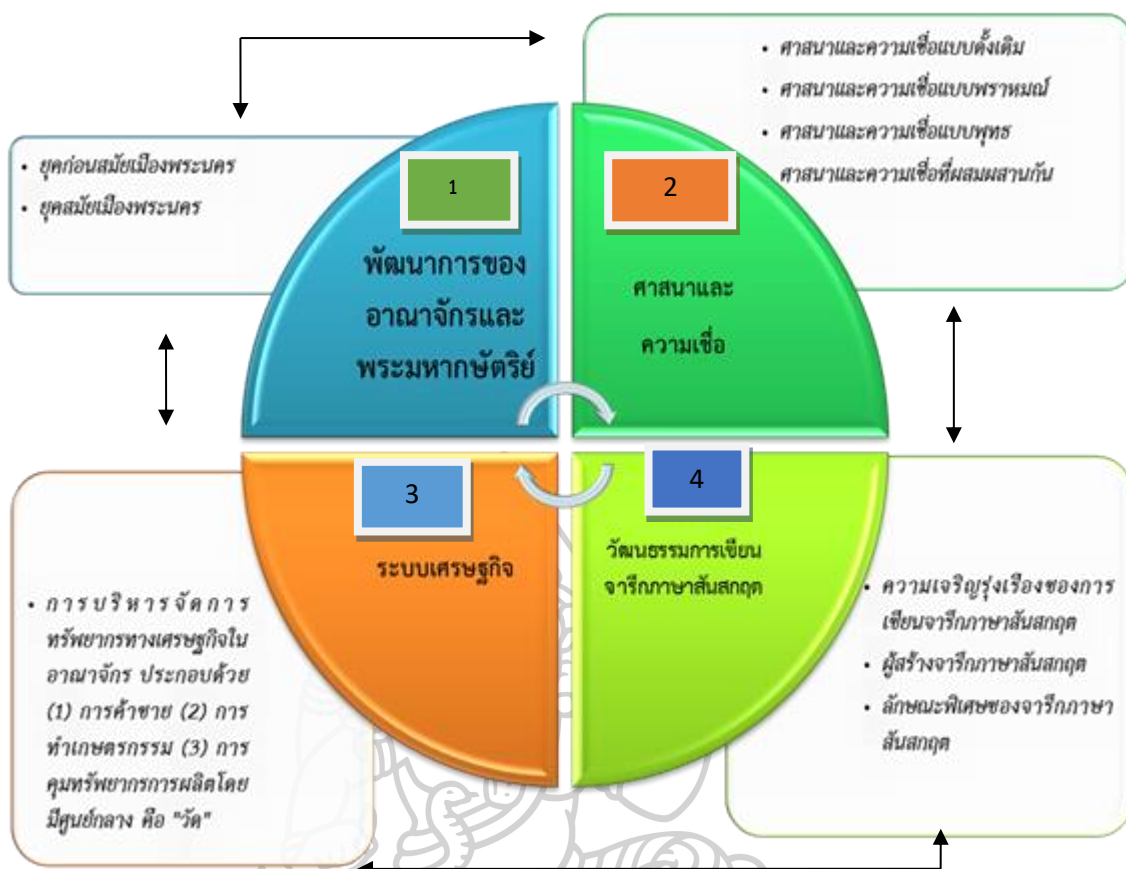 • ยุคก่อนสมัยเมืองพระนคร
• ยุคสมัยเมืองพระนคร
1
พัฒนาการของ
อาณาจักรและ
พระมหากษัตริย์
• ศาสนาและความเชื่อแบบดั้งเดิม
• ศาสนาและความเชื่อแบบพราหมณ์
• ศาสนาและความเชื่อแบบพุทธ
ศาสนาและความเชื่อที่ผสมผสานกัน
2
ศาสนาและ
ความเชื่อ
3
ระบบเศรษฐกิจ
• การบริหารจัดการ
ทรัพยากรทางเศรษฐกิจใน
อาณาจักร ประกอบด้วย
(1) การค้าขาย (2) การ
ทำเกษตรกรรม (3) การ
คุมทรัพยากรการผลิตโดย
มีศูนย์กลาง คือ "วัด"
4
วัฒนธรรมการเขียน
จารึกภาษาสันสกฤต
• ความเจริญรุ่งเรืองของการ
เขียนจารึกภาษาสันสกฤต
• ผู้สร้างจารึกภาษาสันสกฤต
• ลักษณะพิเศษของจารึกภาษา
สันสกฤต